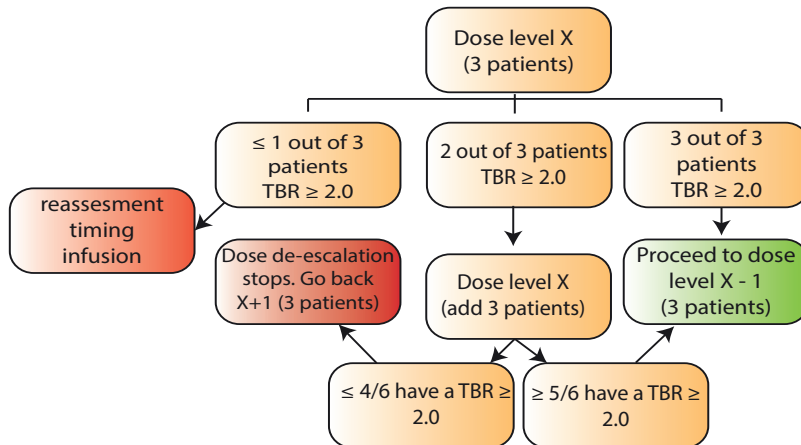 Dose level X
(3 patients)
≤ 1 out of 3
patients
TBR ≥ 2.0
2 out of 3 patients
TBR ≥ 2.0
3 out of 3
patients
TBR ≥ 2.0
reassesment
timing
infusion
Dose de-escalation
stops. Go back
X+1 (3 patients)
Dose level X
(add 3 patients)
Proceed to dose
level X - 1
(3 patients)
≤ 4/6 have a TBR ≥
2.0
≥ 5/6 have a TBR ≥
2.0